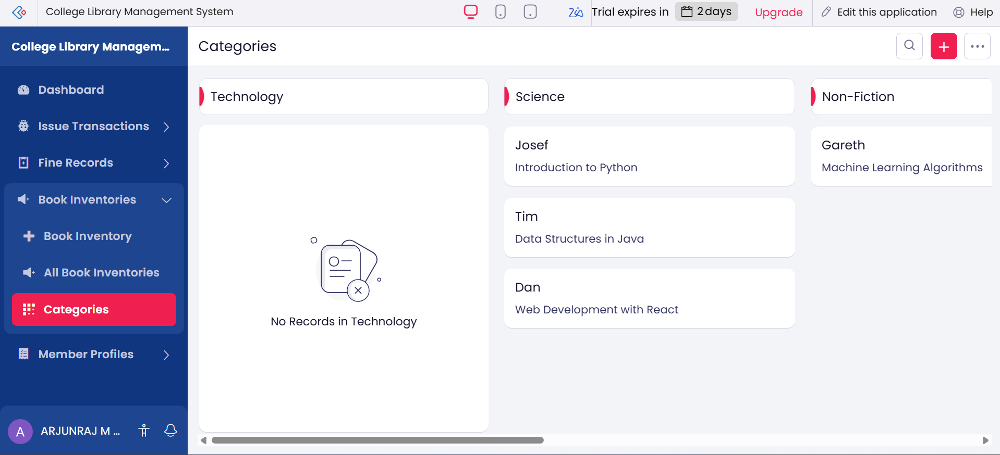 College Library Management System
Zia
Trial expires in
2 days
Upgrade
Edit this application
Help
College Library Managem...
Dashboard
Issue Transactions
Fine Records
Book Inventories
Book Inventory
All Book Inventories
Categories
Member Profiles
A
ARJUNRAJ M ...
Categories
Technology
No Records in Technology
Science
Josef
Introduction to Python
Tim
Data Structures in Java
Dan
Web Development with React
Non-Fiction
Gareth
Machine Learning Algorithms